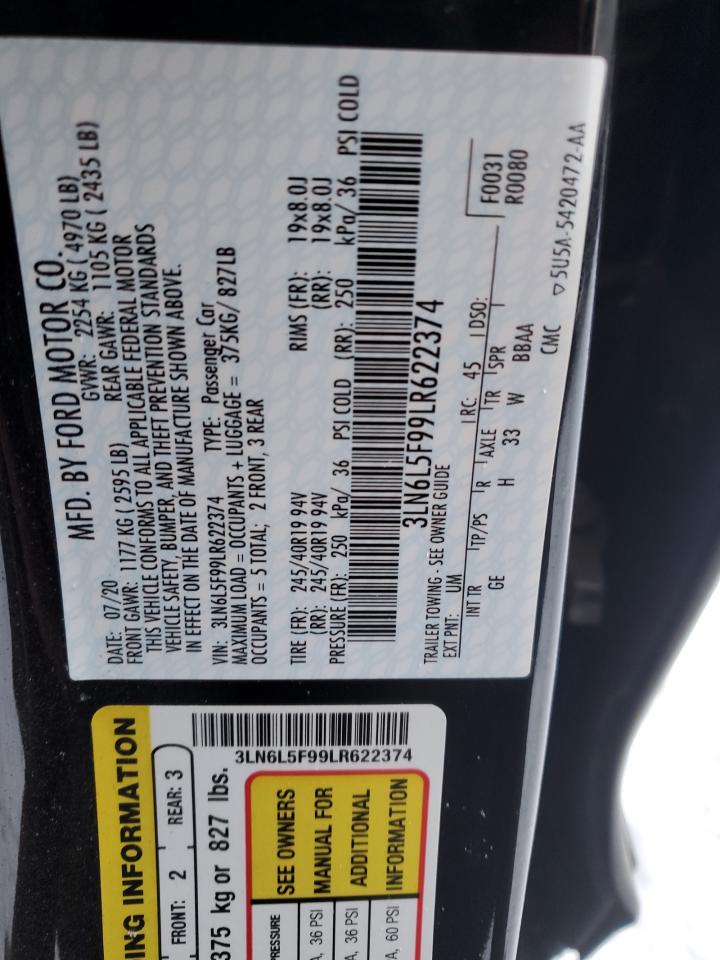 MFD. BY FORD MOTOR CO.
DATE: 07/20 GVWR: 2254 KG ( 4970 LB)
FRONT GAWR: 1177 KG ( 2595 LB) REAR GAWR: 1105 KG ( 2435 LB)
THIS VEHICLE CONFORMS TO ALL APPLICABLE FEDERAL MOTOR
VEHICLE SAFETY, BUMPER, AND THEFT PREVENTION STANDARDS
IN EFFECT ON THE DATE OF MANUFACTURE SHOWN ABOVE.
VIN: 3LN6L5F99LR622374 TYPE: Passenger Car
MAXIMUM LOAD = OCCUPANTS + LUGGAGE = 375KG/ 827LB
OCCUPANTS = 5 TOTAL; 2 FRONT, 3 REAR
TIRE (FR): 245/40R19 94V RIMS (FR): 19x8.0J
(RR): 245/40R19 94V (RR): 19x8.0J
PRESSURE (FR): 250 kPa/ 36 PSI COLD (RR): 250 kPa/ 36 PSI COLD
3LN6L5F99LR622374
TRAILER TOWING - SEE OWNER GUIDE
EXT PNT: UM RC: 45 DSO:
INT TR TP/PS R AXLE TR SPR F0031
GE H 33 W BBAA R0080
CMC
▽5U5A-5420472-AA
ING INFORMATION
FRONT: 2 REAR: 3
3LN6L5F99LR622374
375 kg or 827 lbs.
PRESSURE
A, 36 PSI
A, 36 PSI
A, 60 PSI
SEE OWNERS
MANUAL FOR
ADDITIONAL
INFORMATION